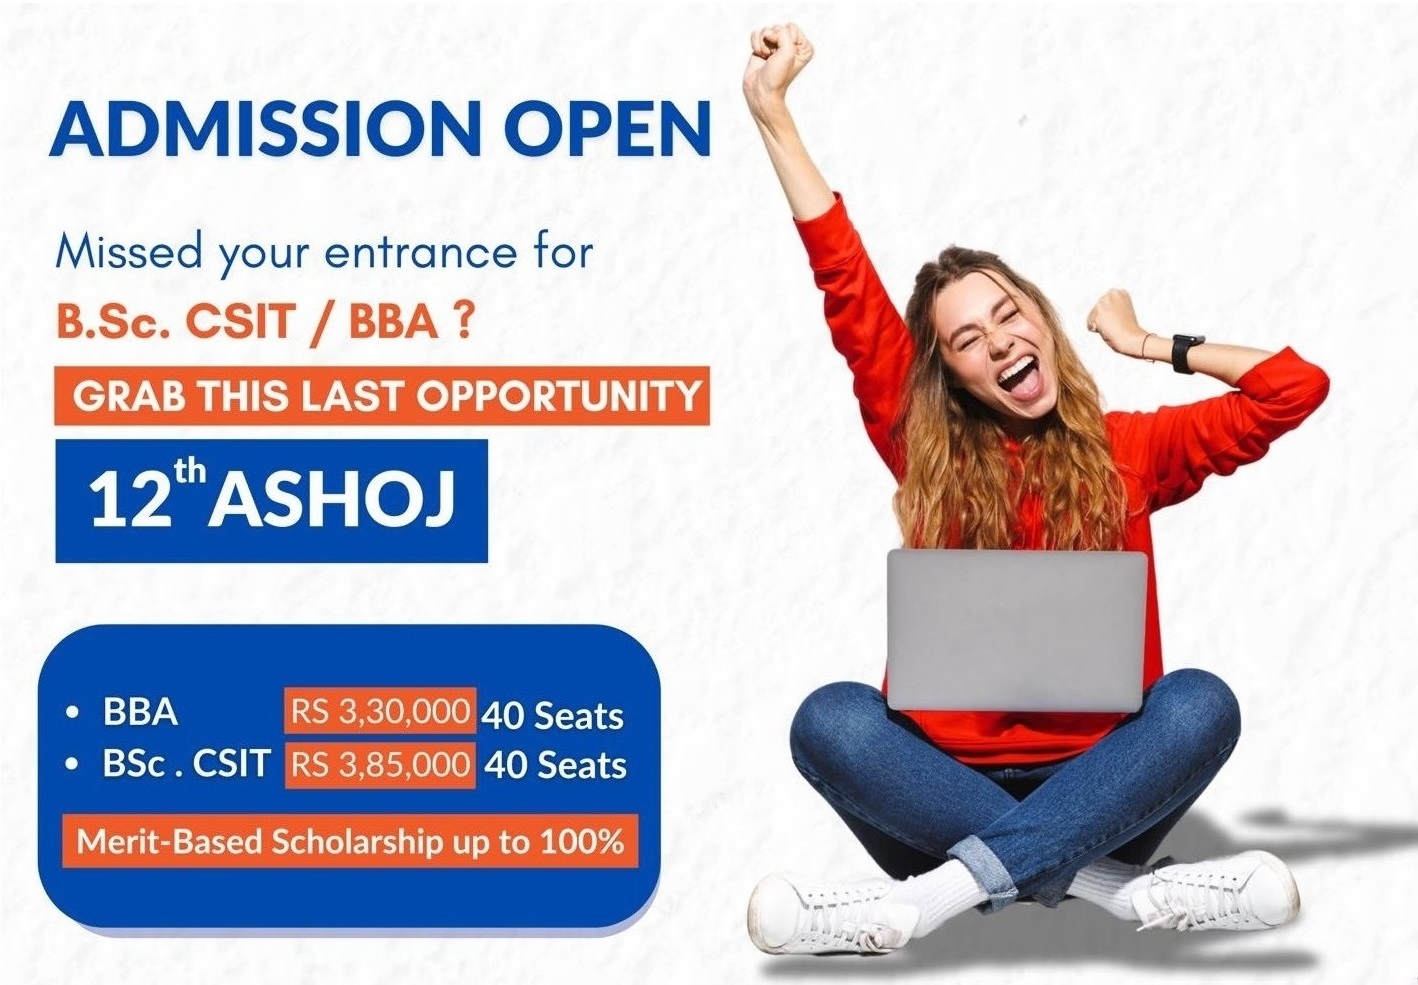 ADMISSION OPEN
Missed your entrance for
B.Sc. CSIT / BBA ?
GRAB THIS LAST OPPORTUNITY
12th ASHOJ
• BBA RS 3,30,000 40 Seats
• BSc . CSIT RS 3,85,000 40 Seats
Merit-Based Scholarship up to 100%